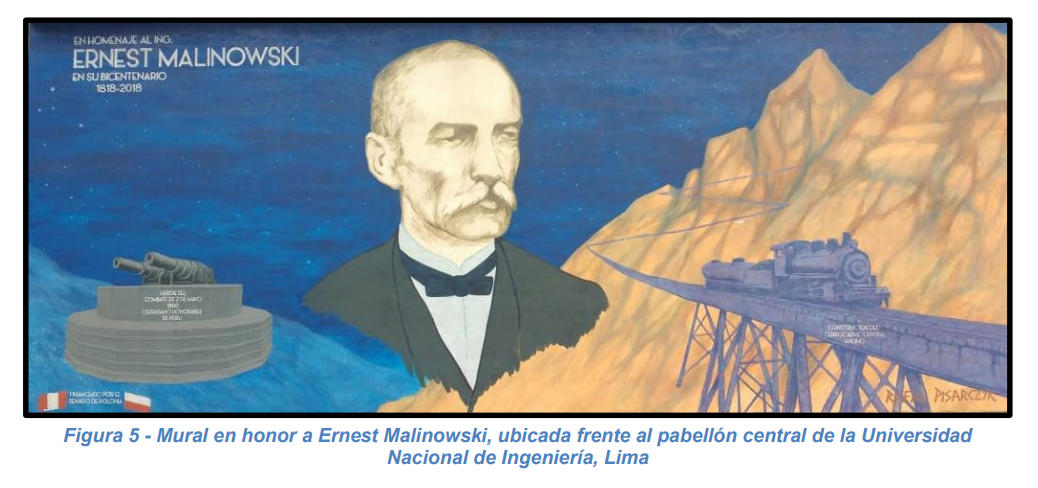 EN HOMENAJE AL ING.
ERNEST MALINOWSKI
EN SU BICENTENARIO
1818-2018
HÉROE DEL
COMBATE DE 2 DE MAYO
1866
CIUDADANO HONORABLE
DE PERÚ
CONSTRUCTOR DEL
FERROCARRIL CENTRAL
ANDINO
FINANCIADO POR EL
SENADO DE POLONIA
PISARCZYK
Figura 5 - Mural en honor a Ernest Malinowski, ubicada frente al pabellón central de la Universidad
Nacional de Ingeniería, Lima